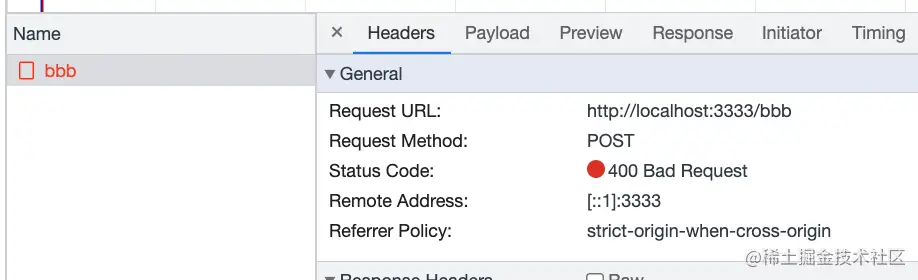 Name
× Headers Payload Preview Response Initiator Timing
bbb
▼ General
Request URL: http://localhost:3333/bbb
Request Method: POST
Status Code: 400 Bad Request
Remote Address: [::1]:3333
Referrer Policy: strict-origin-when-cross-origin
▼ Response Headers Raw
@稀土掘金技术社区